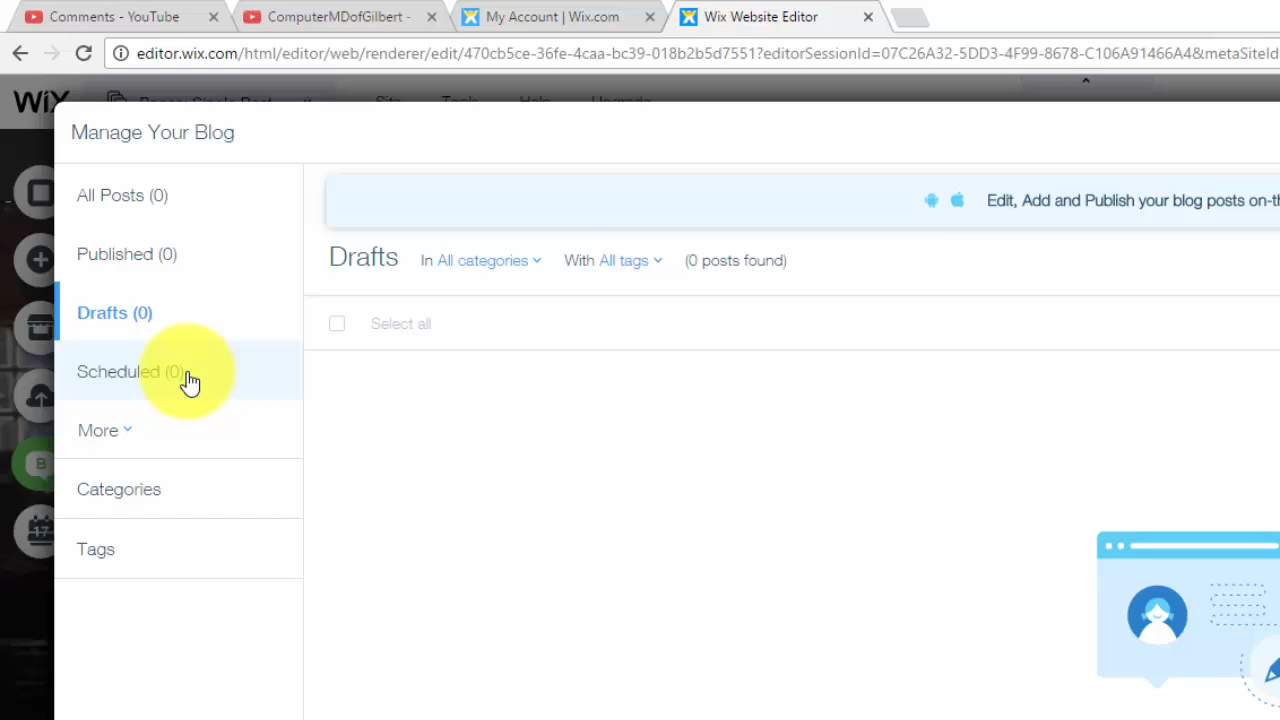 Comments - YouTube
ComputerMDofGilbert -
My Account | Wix.com
Wix Website Editor
editor.wix.com/html/editor/web/renderer/edit/470cb5ce-36fe-4caa-bc39-018b2b5d7551?editorSessionId=07C26A32-5DD3-4F99-8678-C106A91466A4&metaSiteId
WiX
Manage Your Blog
All Posts (0)
Published (0)
Drafts (0)
Scheduled (0)
More
Categories
Tags
Edit, Add and Publish your blog posts on-th
Drafts In All categories With All tags (0 posts found)
Select all
B
17